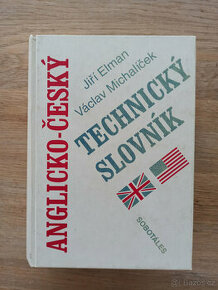 ANGLICKO-ČESKÝ
Jiří Elman
Václav Michalíček
TECHNICKÝ
SLOVNÍK
SOBOTÁLES